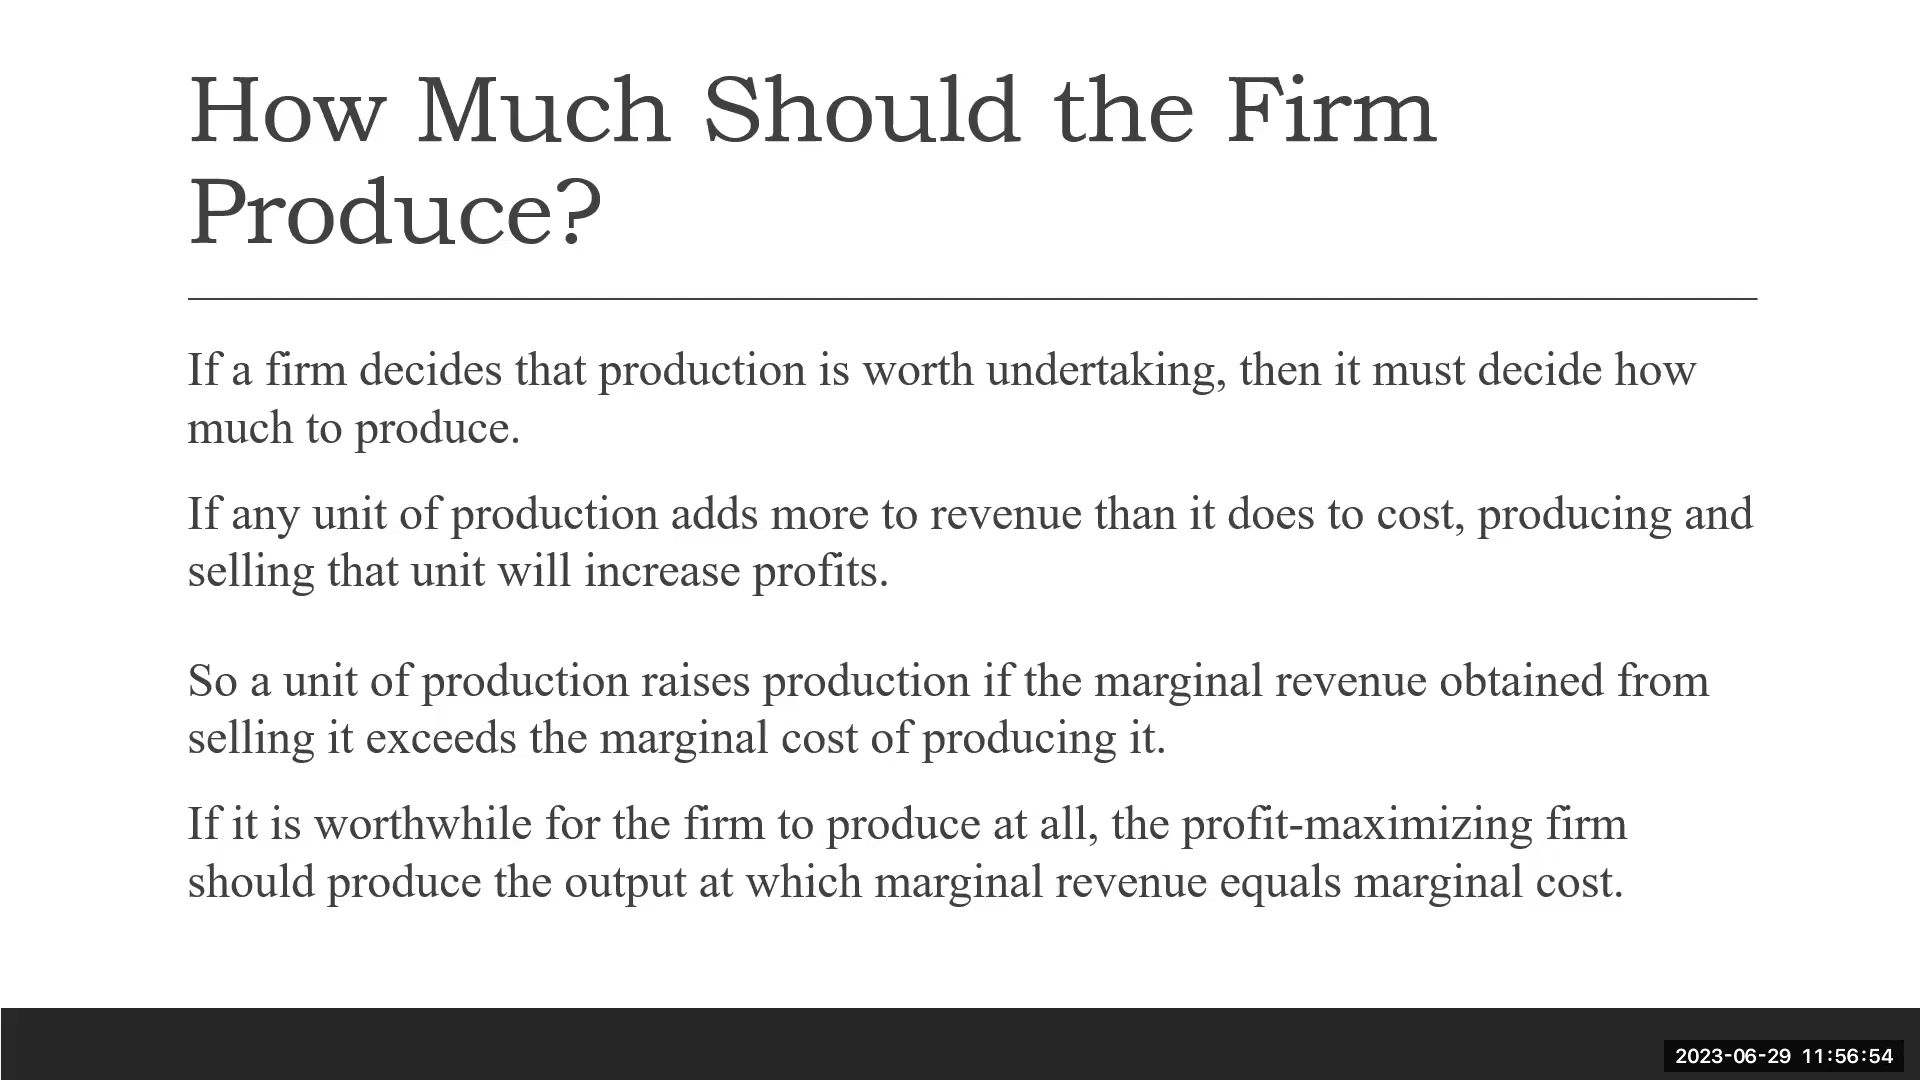 How Much Should the Firm
Produce?
If a firm decides that production is worth undertaking, then it must decide how
much to produce.
If any unit of production adds more to revenue than it does to cost, producing and
selling that unit will increase profits.
So a unit of production raises production if the marginal revenue obtained from
selling it exceeds the marginal cost of producing it.
If it is worthwhile for the firm to produce at all, the profit-maximizing firm
should produce the output at which marginal revenue equals marginal cost.
2023-06-29 11:56:54